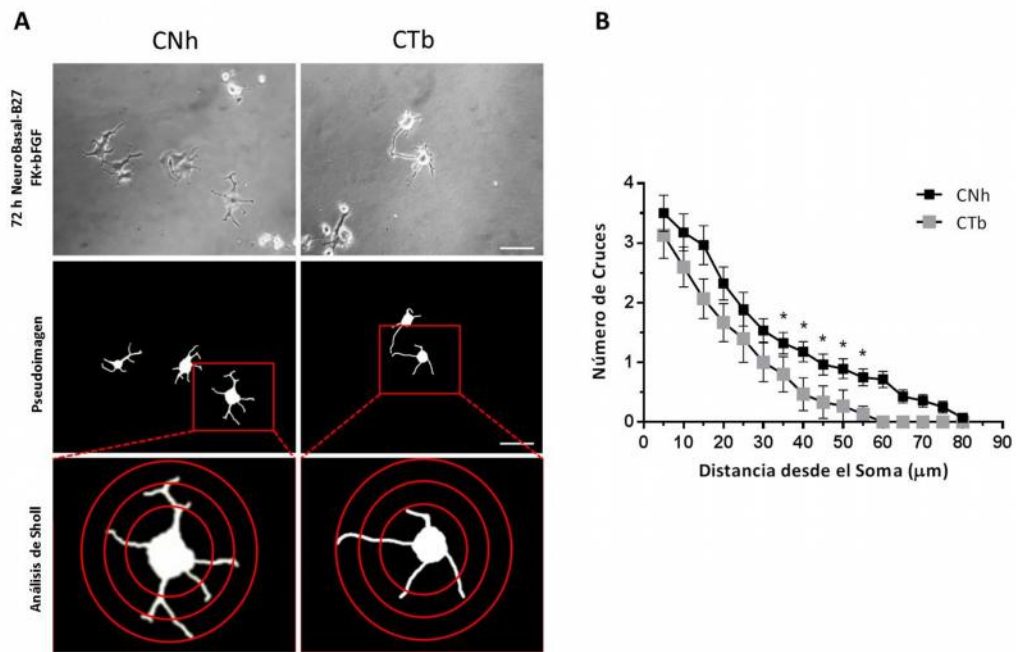 A
CNh
CTb
72 h NeuroBasal-B27
FK+bFGF
Pseudoimagen
Análisis de Sholl
B
Número de Cruces
4
3
2
1
0
* * * * *
CNh
CTb
0 10 20 30 40 50 60 70 80 90
Distancia desde el Soma (μm)